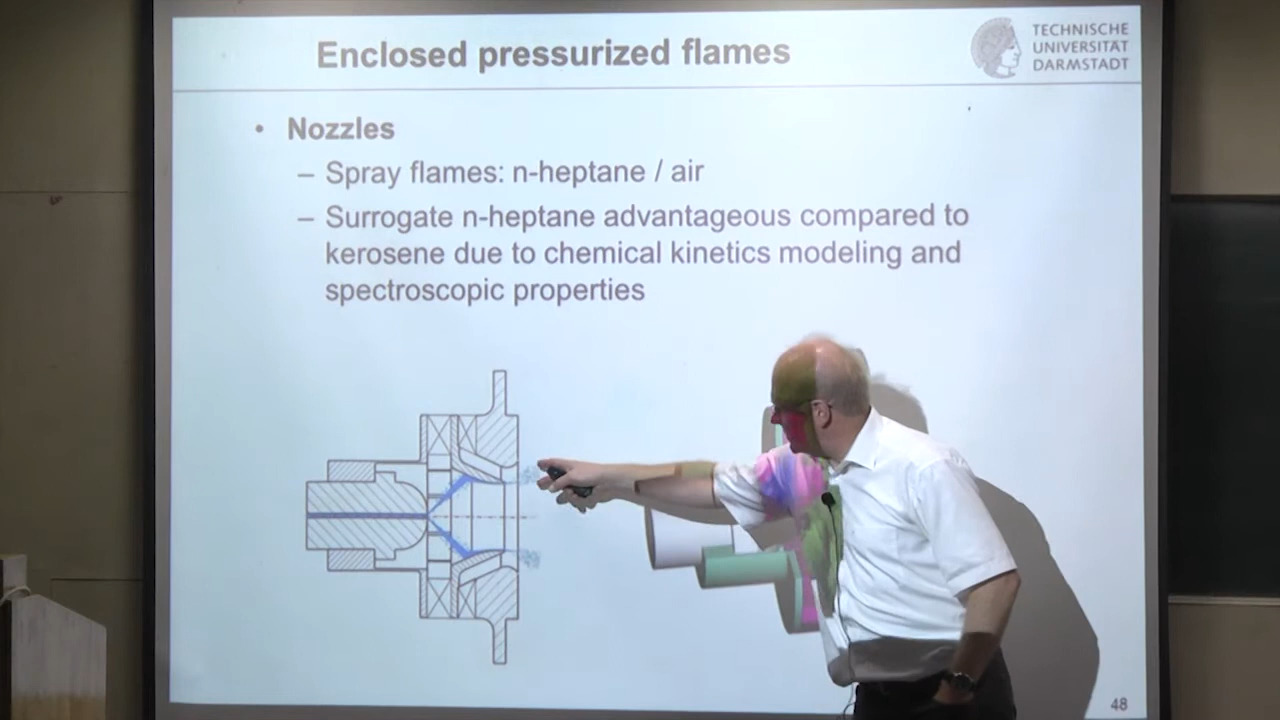 Enclosed pressurized flames
TECHNISCHE
UNIVERSITÄT
DARMSTADT
• Nozzles
– Spray flames: n-heptane / air
– Surrogate n-heptane advantageous compared to
kerosene due to chemical kinetics modeling and
spectroscopic properties
48